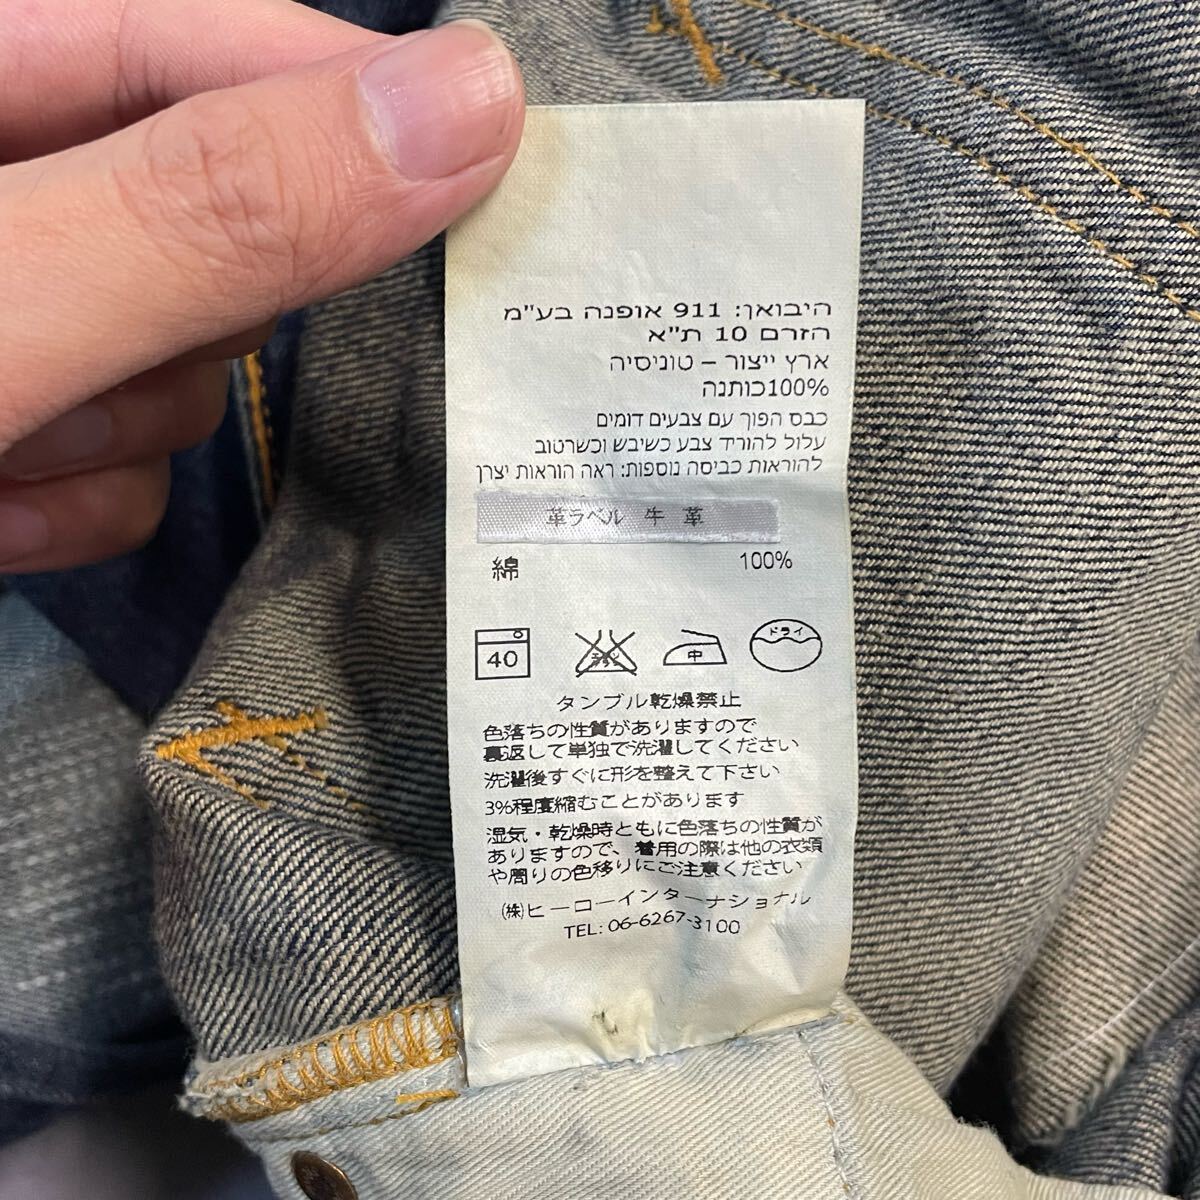 היבואן: 911 אופנה בע"מ
הזרם 10 ת"א
ארץ ייצור – טוניסיה
100%כותנה
כבס הפוך עם צבעים דומים
עלול להוריד צבע כשיבש וכשרטוב
להוראות כביסה נוספות: ראה הוראות יצרן
革ラベル 牛 革
綿 100%
40 中 ドライ
タンブル乾燥禁止
色落ちの性質がありますので
裏返して単独で洗濯してください
洗濯後すぐに形を整えて下さい
3%程度縮むことがあります
湿気・乾燥時ともに色落ちの性質が
ありますので、着用の際は他の衣類
や周りの色移りにご注意ください
(株)ヒーローインターナショナル
TEL: 06-6267-3100